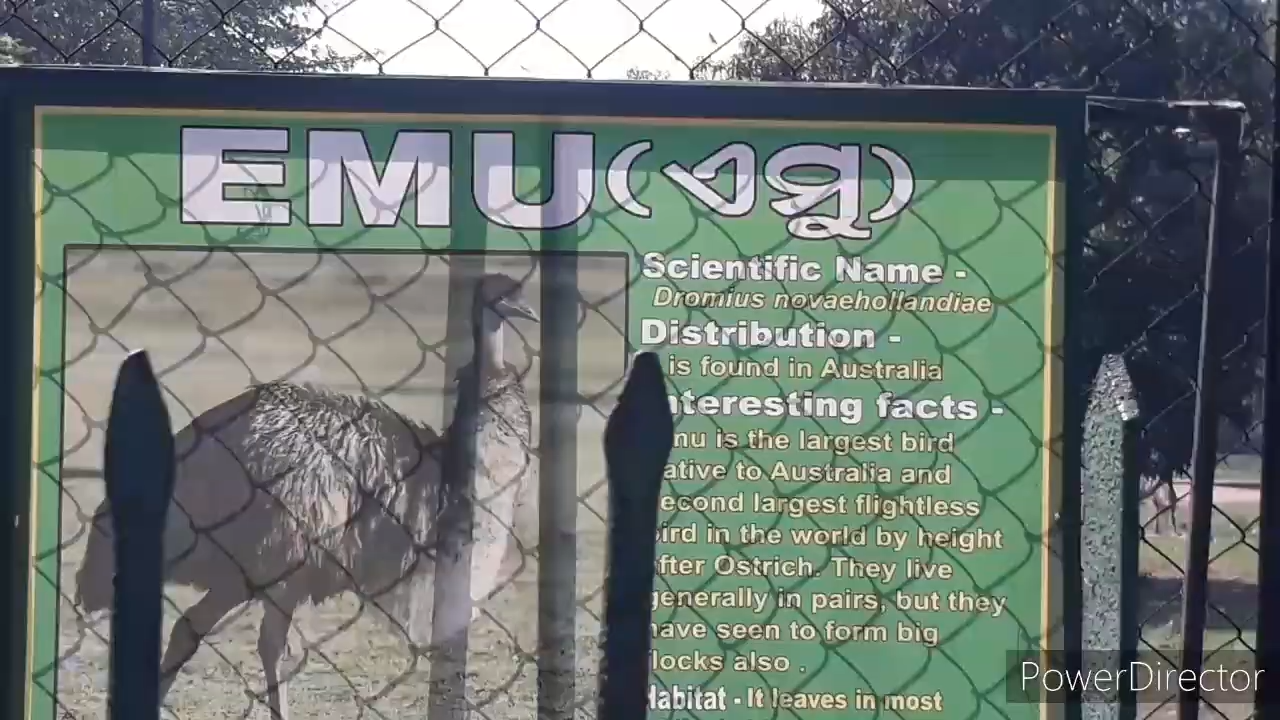 EMU(ଏମୁ)
Scientific Name -
Dromius novaehollandiae
Distribution -
is found in Australia
nteresting facts -
mu is the largest bird
ative to Australia and
econd largest flightless
ird in the world by height
fter Ostrich. They live
generally in pairs, but they
have seen to form big
locks also .
Habitat - It leaves in most
PowerDirector